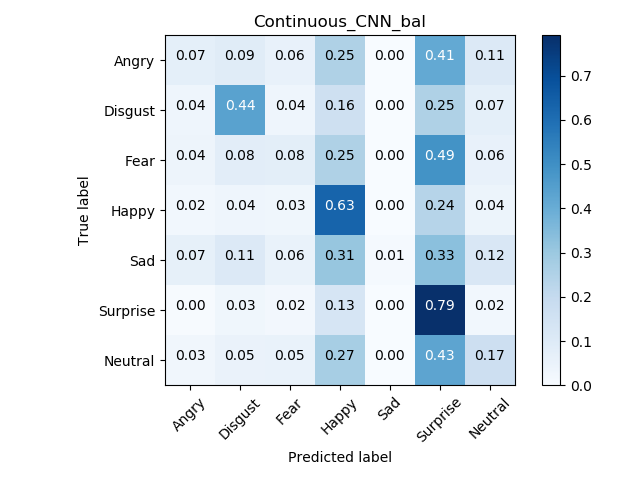 Continuous_CNN_bal
True label
Angry 0.07 0.09 0.06 0.25 0.00 0.41 0.11
Disgust 0.04 0.44 0.04 0.16 0.00 0.25 0.07
Fear 0.04 0.08 0.08 0.25 0.00 0.49 0.06
Happy 0.02 0.04 0.03 0.63 0.00 0.24 0.04
Sad 0.07 0.11 0.06 0.31 0.01 0.33 0.12
Surprise 0.00 0.03 0.02 0.13 0.00 0.79 0.02
Neutral 0.03 0.05 0.05 0.27 0.00 0.43 0.17
Angry Disgust Fear Happy Sad Surprise Neutral
Predicted label
0.7
0.6
0.5
0.4
0.3
0.2
0.1
0.0